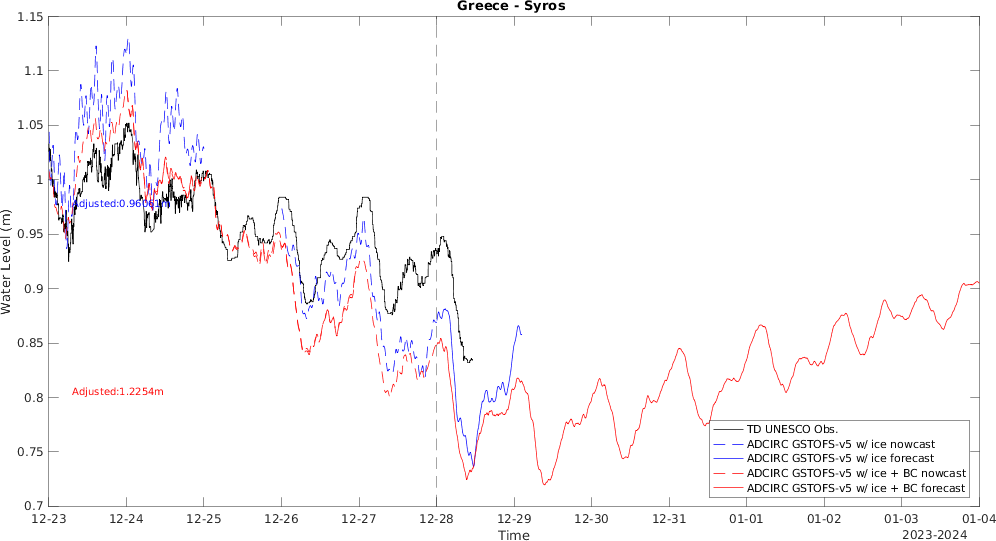 Greece - Syros
Water Level (m)
1.15
1.1
1.05
1
0.95
0.9
0.85
0.8
0.75
0.7
Adjusted:1.2254m
TD UNESCO Obs.
ADCIRC GSTOFS-v5 w/ ice nowcast
ADCIRC GSTOFS-v5 w/ ice forecast
ADCIRC GSTOFS-v5 w/ ice + BC nowcast
ADCIRC GSTOFS-v5 w/ ice + BC forecast
12-23 12-24 12-25 12-26 12-27 12-28 12-29 12-30 12-31 01-01 01-02 01-03 01-04
Time
2023-2024